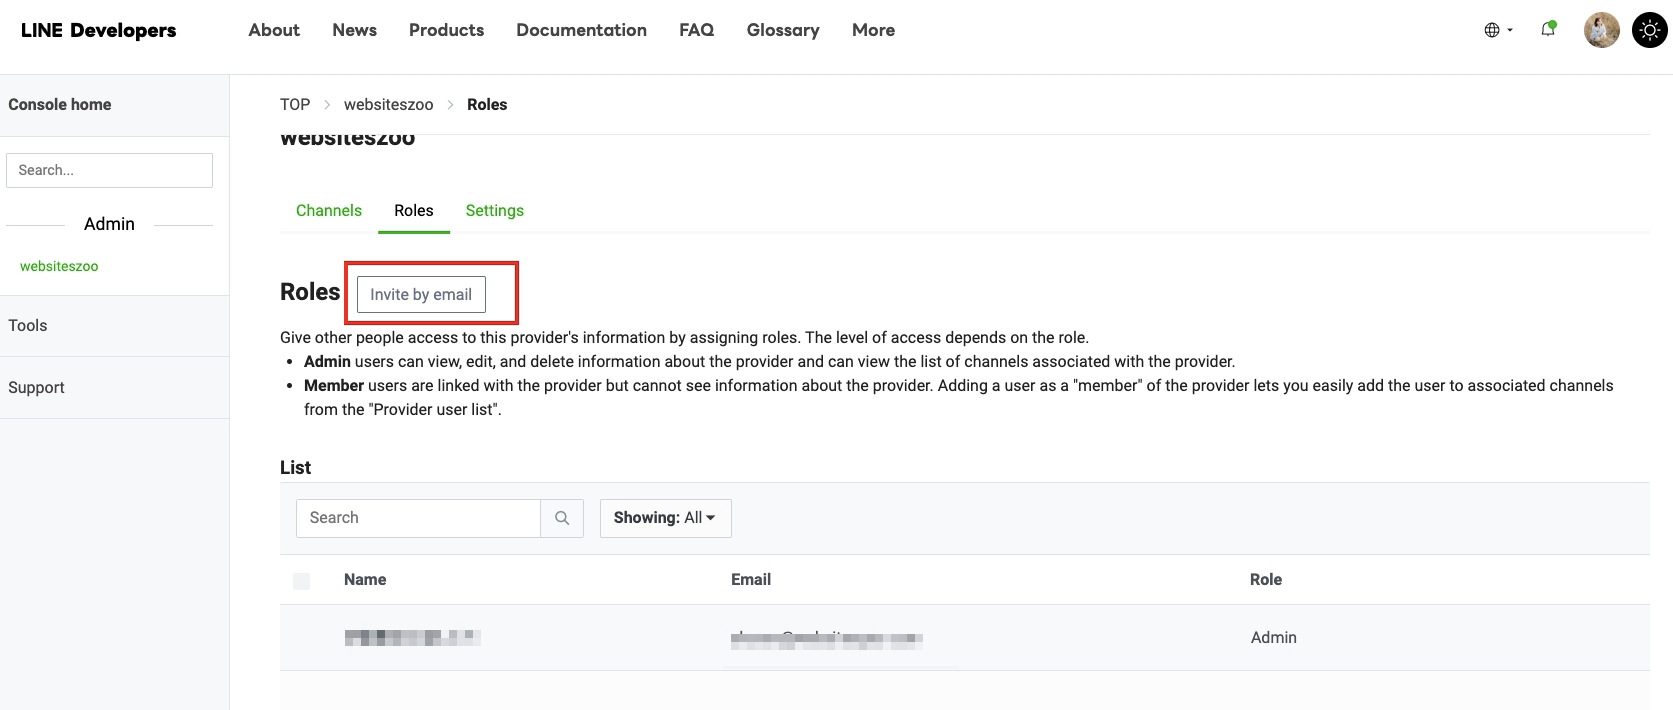 LINE Developers
About
News
Products
Documentation
FAQ
Glossary
More
Console home
Search...
Admin
websiteszoo
Tools
Support
TOP > websiteszoo > Roles
websiteszoo
Channels
Roles
Settings
Roles
Invite by email
Give other people access to this provider's information by assigning roles. The level of access depends on the role.
• Admin users can view, edit, and delete information about the provider and can view the list of channels associated with the provider.
• Member users are linked with the provider but cannot see information about the provider. Adding a user as a "member" of the provider lets you easily add the user to associated channels
from the "Provider user list".
List
Search
Showing: All
Name
Email
Role
Admin